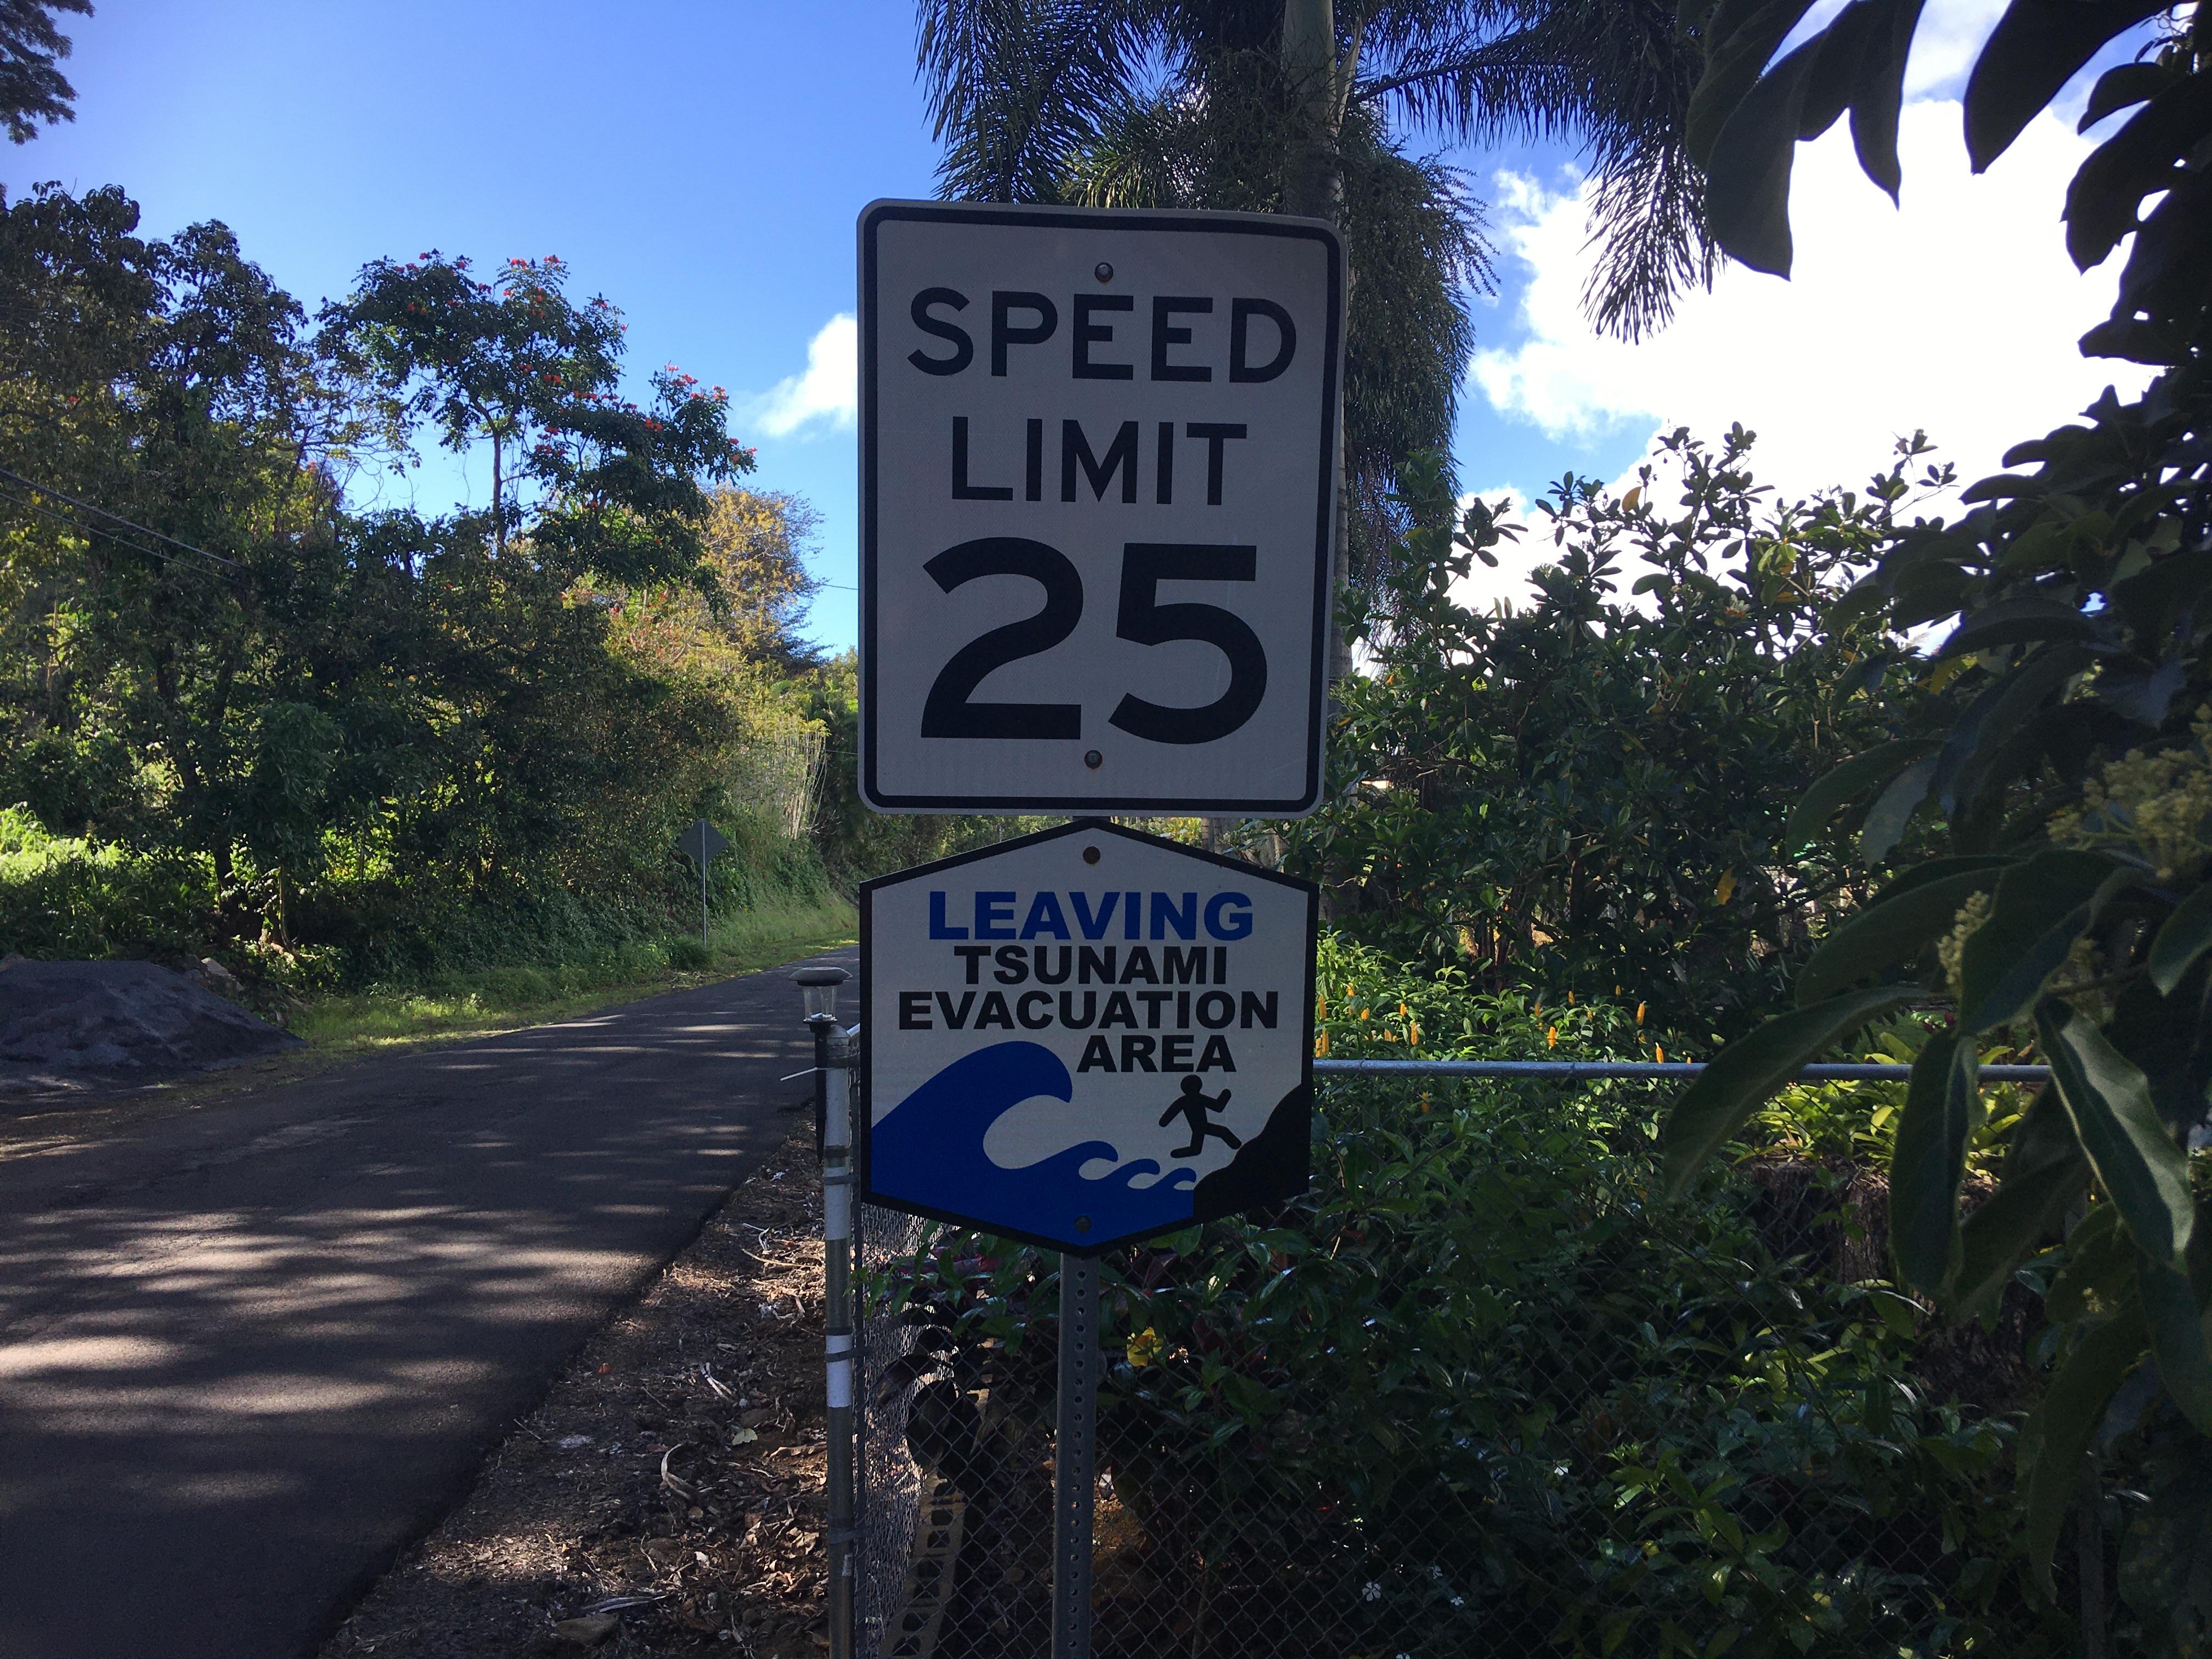 SPEED
LIMIT
25
LEAVING
TSUNAMI
EVACUATION
AREA